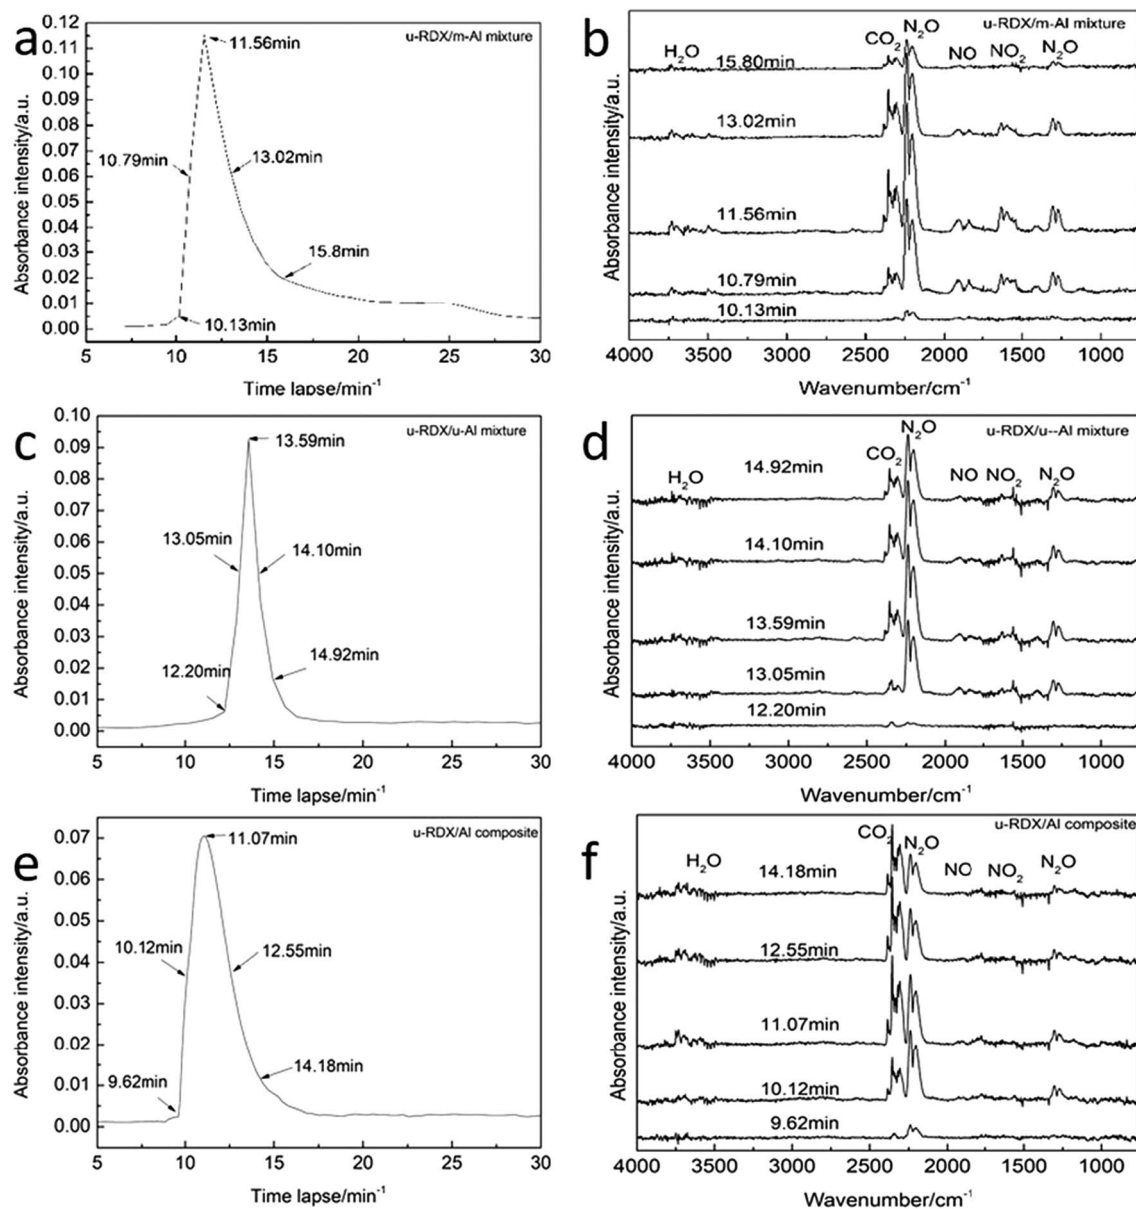 a
u-RDX/m-Al mixture
0.12
0.11
0.10
0.09
0.08
0.07
0.06
0.05
0.04
0.03
0.02
0.01
0.00
Absorbance intensity/a.u.
11.56min
10.79min
13.02min
15.8min
10.13min
5 10 15 20 25 30
Time lapse/min-1
b
u-RDX/m-Al mixture
H2O
CO2
N2O
NO
NO2
N2O
15.80min
13.02min
11.56min
10.79min
10.13min
Absorbance intensity/a.u.
4000 3500 3000 2500 2000 1500 1000
Wavenumber/cm-1
c
u-RDX/u-Al mixture
0.10
0.09
0.08
0.07
0.06
0.05
0.04
0.03
0.02
0.01
0.00
Absorbance intensity/a.u.
13.59min
13.05min
14.10min
12.20min
14.92min
5 10 15 20 25 30
Time lapse/min-1
d
u-RDX/u--Al mixture
H2O
CO2
N2O
NO
NO2
N2O
14.92min
14.10min
13.59min
13.05min
12.20min
Absorbance intensity/a.u.
4000 3500 3000 2500 2000 1500 1000
Wavenumber/cm-1
e
u-RDX/Al composite
0.07
0.06
0.05
0.04
0.03
0.02
0.01
0.00
Absorbance intensity/a.u.
11.07min
10.12min
12.55min
9.62min
14.18min
5 10 15 20 25 30
Time lapse/min-1
f
u-RDX/Al composite
H2O
CO2
N2O
NO
NO2
N2O
14.18min
12.55min
11.07min
10.12min
9.62min
Absorbance intensity/a.u.
4000 3500 3000 2500 2000 1500 1000
Wavenumber/cm-1